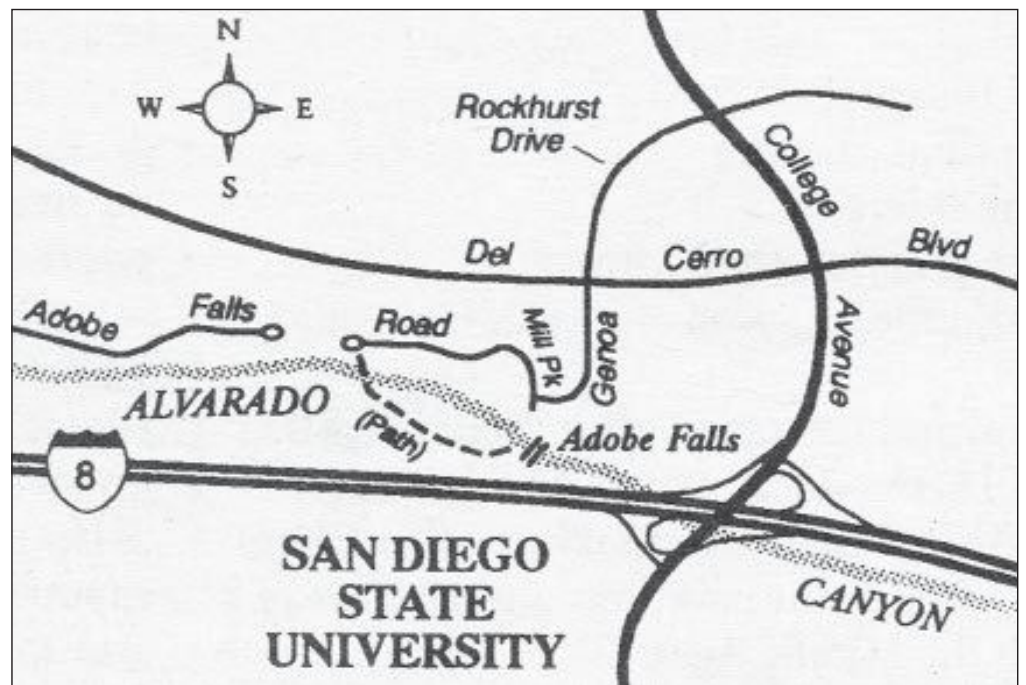 N
W E
S
Rockhurst
Drive
College
Del Cerro Blvd
Adobe Falls Road
Mill Pk
Genoa
Avenue
ALVARADO
(Path)
Adobe Falls
8
SAN DIEGO
STATE
UNIVERSITY
CANYON